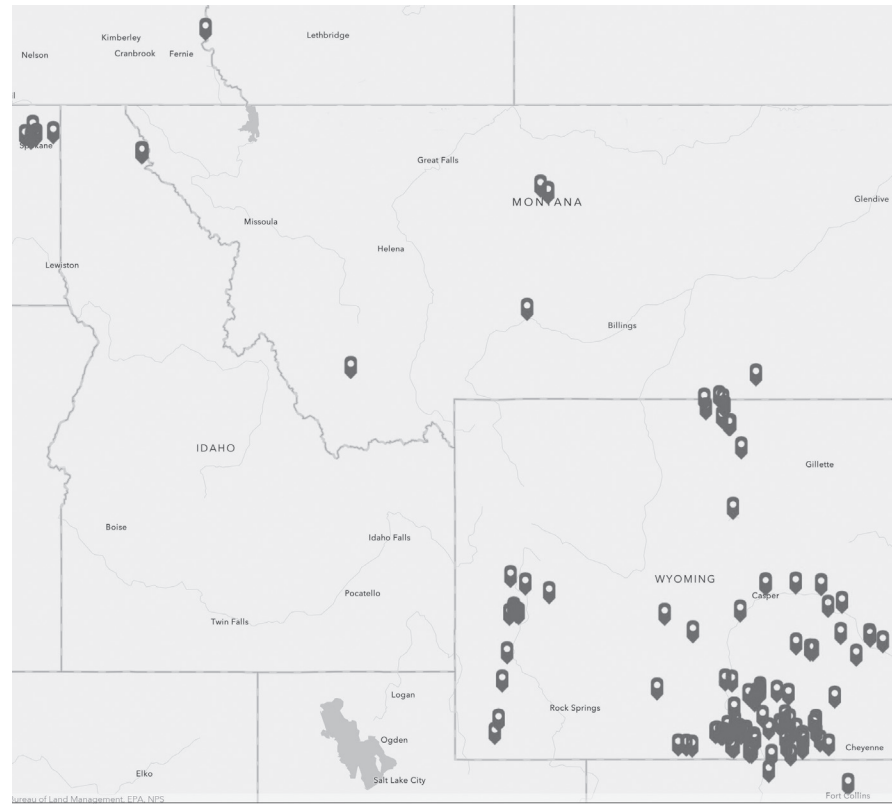 Kimberley
Lethbridge
Nelson
Cranbrook
Fernie
Spokane
Great Falls
MONTANA
Glendive
Missoula
Helena
Lewiston
Billings
IDAHO
Gillette
Boise
Idaho Falls
WYOMING
Pocatello
Casper
Twin Falls
Logan
Rock Springs
Ogden
Cheyenne
Elko
Salt Lake City
Fort Collins
ureau of Land Management, EPA, NPS